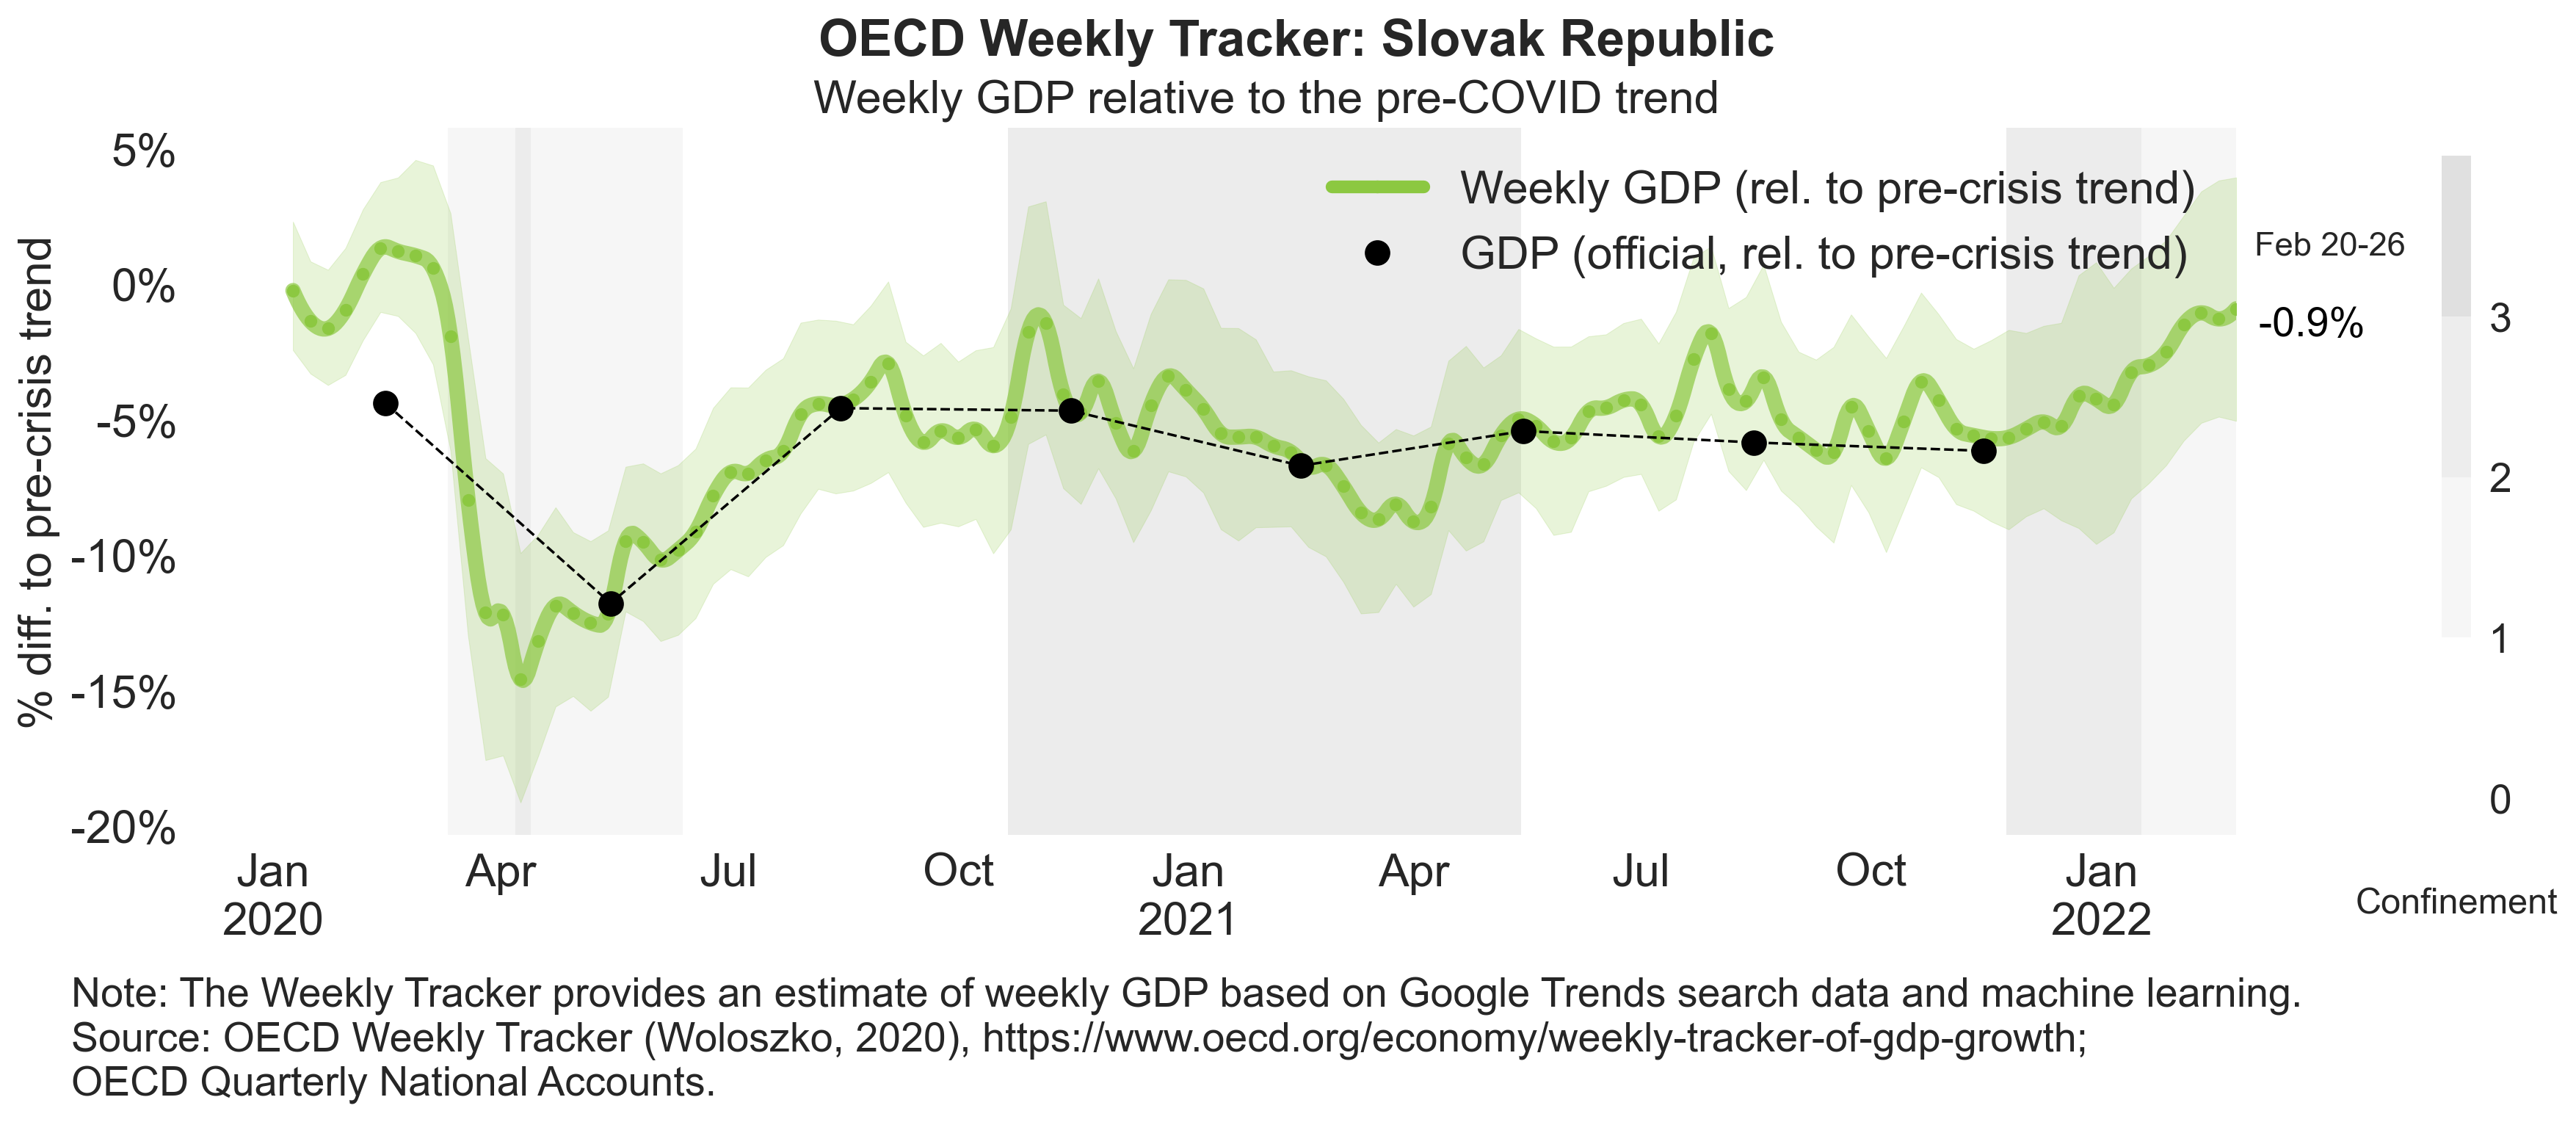 OECD Weekly Tracker: Slovak Republic
Weekly GDP relative to the pre-COVID trend
% diff. to pre-crisis trend
5%
0%
-5%
-10%
-15%
-20%
Weekly GDP (rel. to pre-crisis trend)
GDP (official, rel. to pre-crisis trend)
Feb 20-26
-0.9%
3
2
1
0
Confinement
Jan Apr Jul Oct Jan Apr Jul Oct Jan
2020 2021 2022
Note: The Weekly Tracker provides an estimate of weekly GDP based on Google Trends search data and machine learning.
Source: OECD Weekly Tracker (Woloszko, 2020), https://www.oecd.org/economy/weekly-tracker-of-gdp-growth;
OECD Quarterly National Accounts.